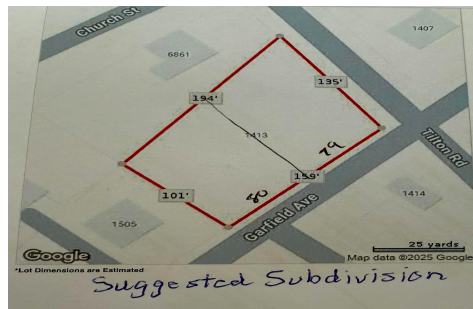 Church St
1407
6861
135'
194'
1413
79
Tilton Rd
159'
101'
80
1414
Garfield Ave
1505
25 yards
Google
Map data ©2025 Google
*Lot Dimensions are Estimated
Suggested Subdivision